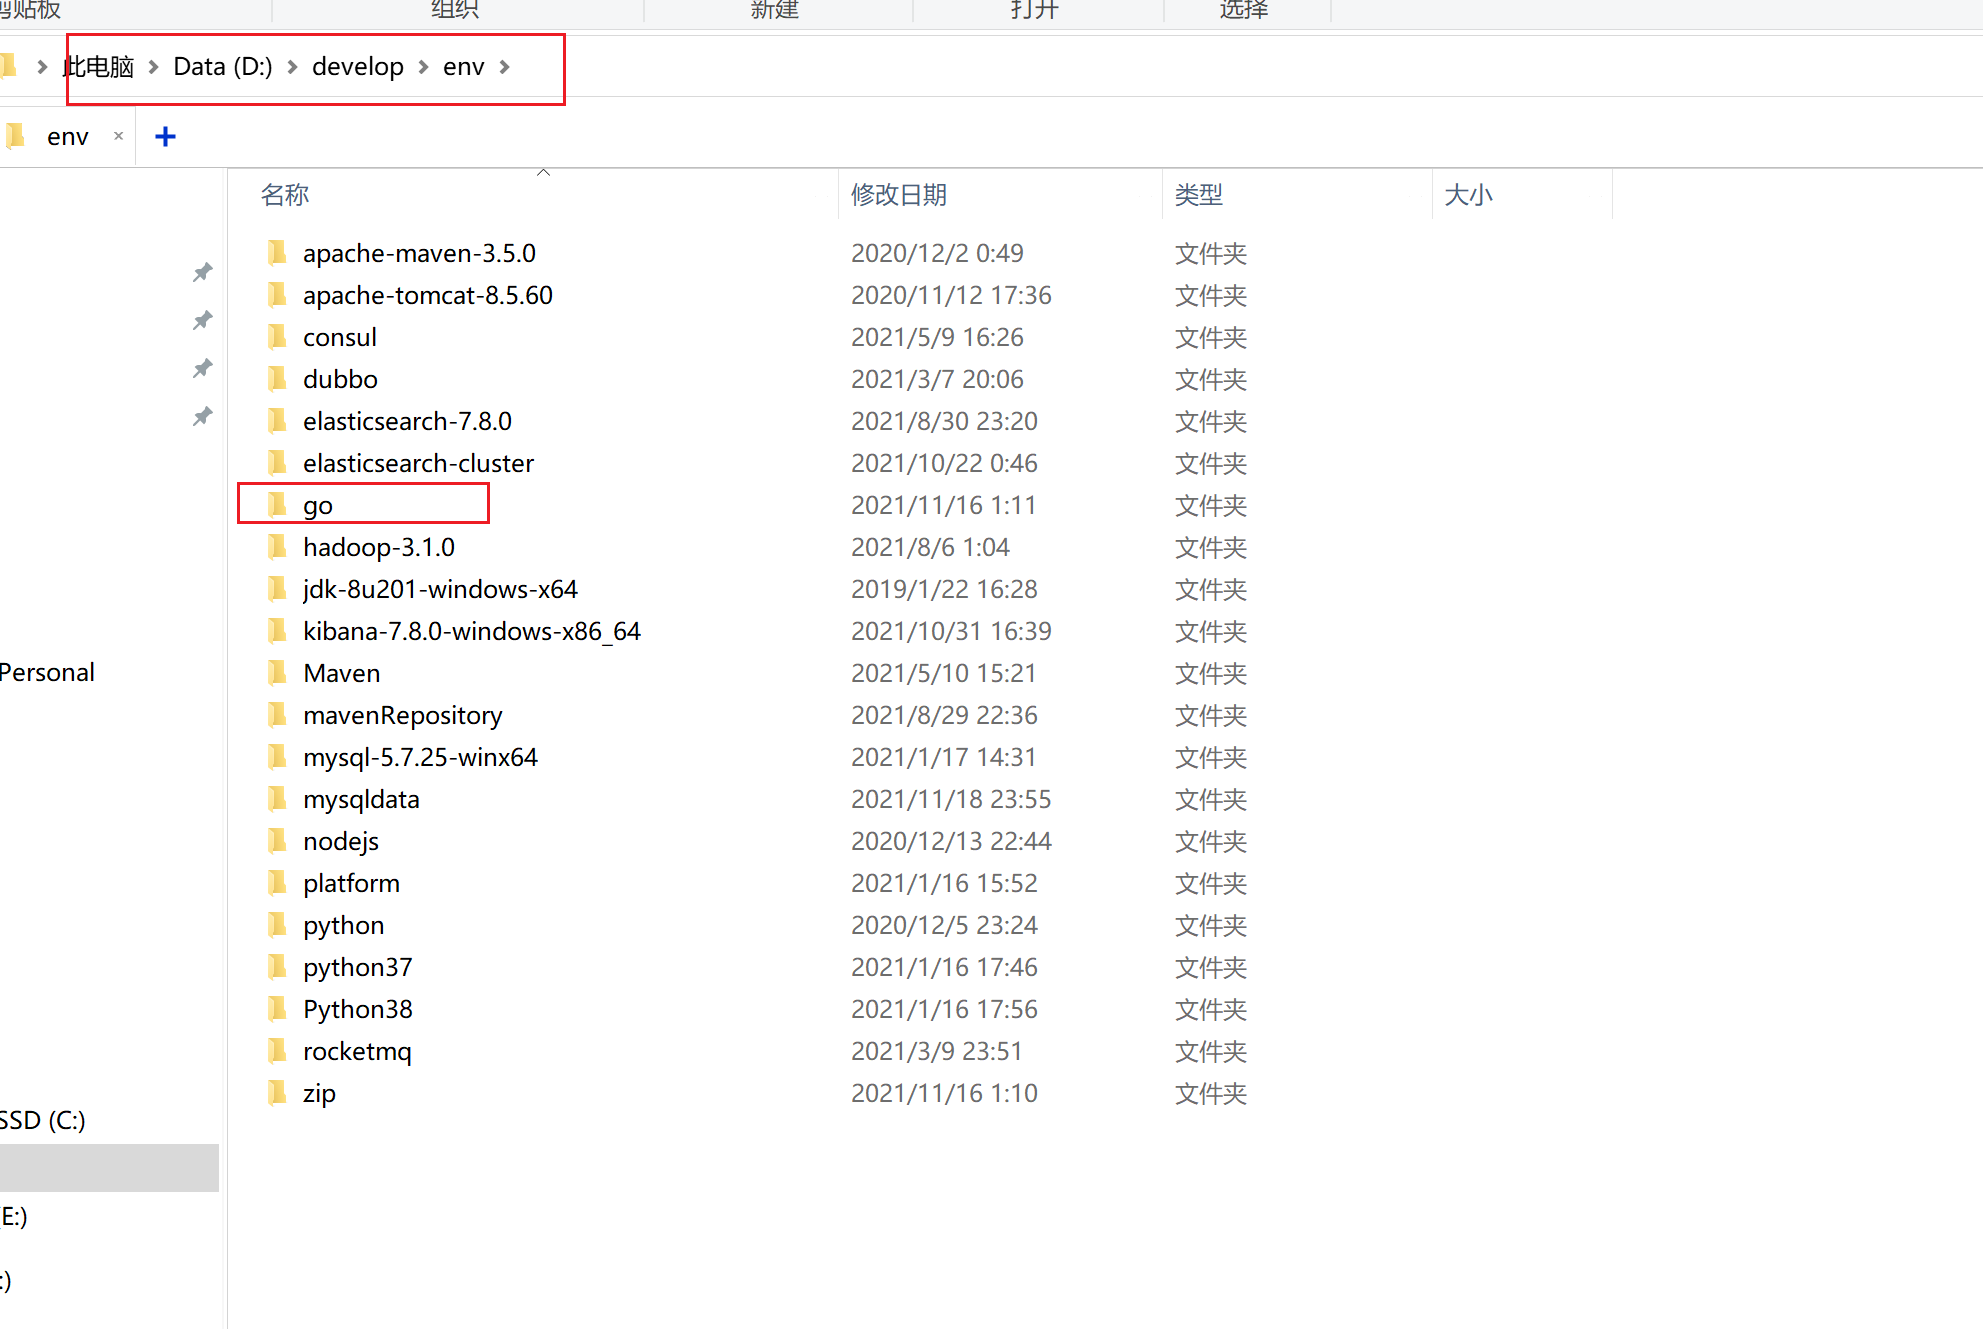 剪贴板 组织 新建 打开 选择
此电脑 Data (D:) develop env
env × +
名称 修改日期 类型 大小
apache-maven-3.5.0 2020/12/2 0:49 文件夹
apache-tomcat-8.5.60 2020/11/12 17:36 文件夹
consul 2021/5/9 16:26 文件夹
dubbo 2021/3/7 20:06 文件夹
elasticsearch-7.8.0 2021/8/30 23:20 文件夹
elasticsearch-cluster 2021/10/22 0:46 文件夹
go 2021/11/16 1:11 文件夹
hadoop-3.1.0 2021/8/6 1:04 文件夹
jdk-8u201-windows-x64 2019/1/22 16:28 文件夹
kibana-7.8.0-windows-x86_64 2021/10/31 16:39 文件夹
Personal Maven 2021/5/10 15:21 文件夹
mavenRepository 2021/8/29 22:36 文件夹
mysql-5.7.25-winx64 2021/1/17 14:31 文件夹
mysqldata 2021/11/18 23:55 文件夹
nodejs 2020/12/13 22:44 文件夹
platform 2021/1/16 15:52 文件夹
python 2020/12/5 23:24 文件夹
python37 2021/1/16 17:46 文件夹
Python38 2021/1/16 17:56 文件夹
rocketmq 2021/3/9 23:51 文件夹
zip 2021/11/16 1:10 文件夹
SSD (C:)
E:)
:)